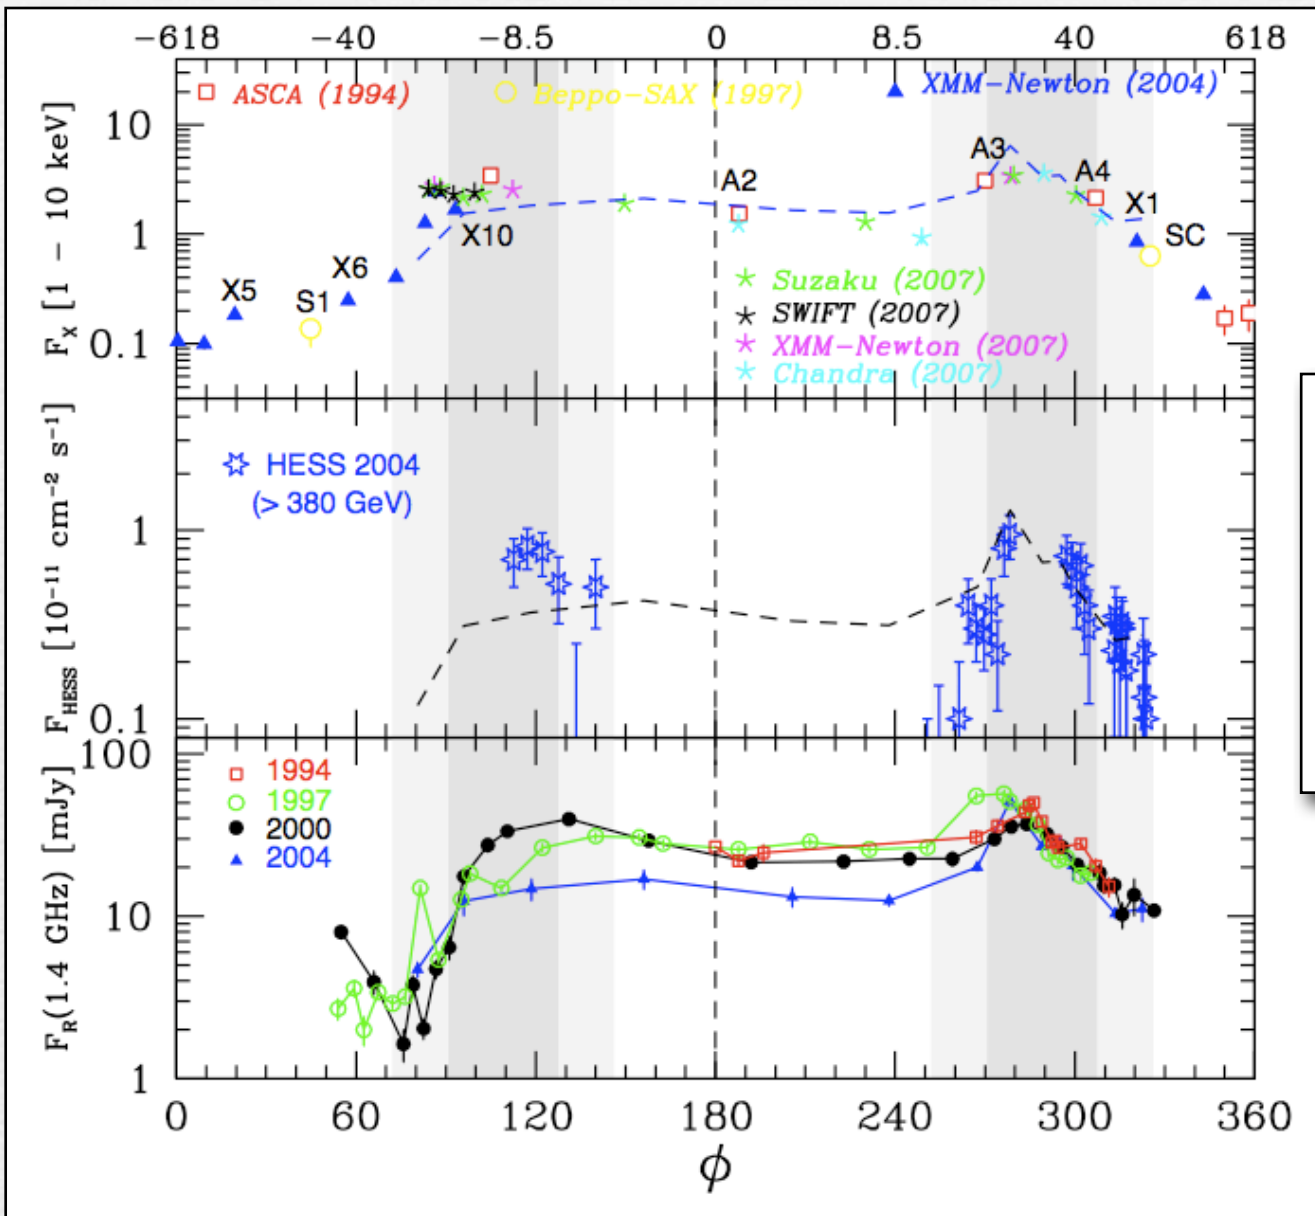 −618 −40 −8.5 0 8.5 40 618
F_X [1 − 10 keV]
10
1
0.1
ASCA (1994)
Beppo−SAX (1997)
XMM−Newton (2004)
A3
A2
A4
X1
X10
SC
X6
X5
S1
Suzaku (2007)
SWIFT (2007)
XMM−Newton (2007)
Chandra (2007)
F_HESS [10⁻¹¹ cm⁻² s⁻¹]
1
0.1
HESS 2004
(> 380 GeV)
F_R(1.4 GHz) [mJy]
100
10
1
1994
1997
2000
2004
0 60 120 180 240 300 360
ϕ